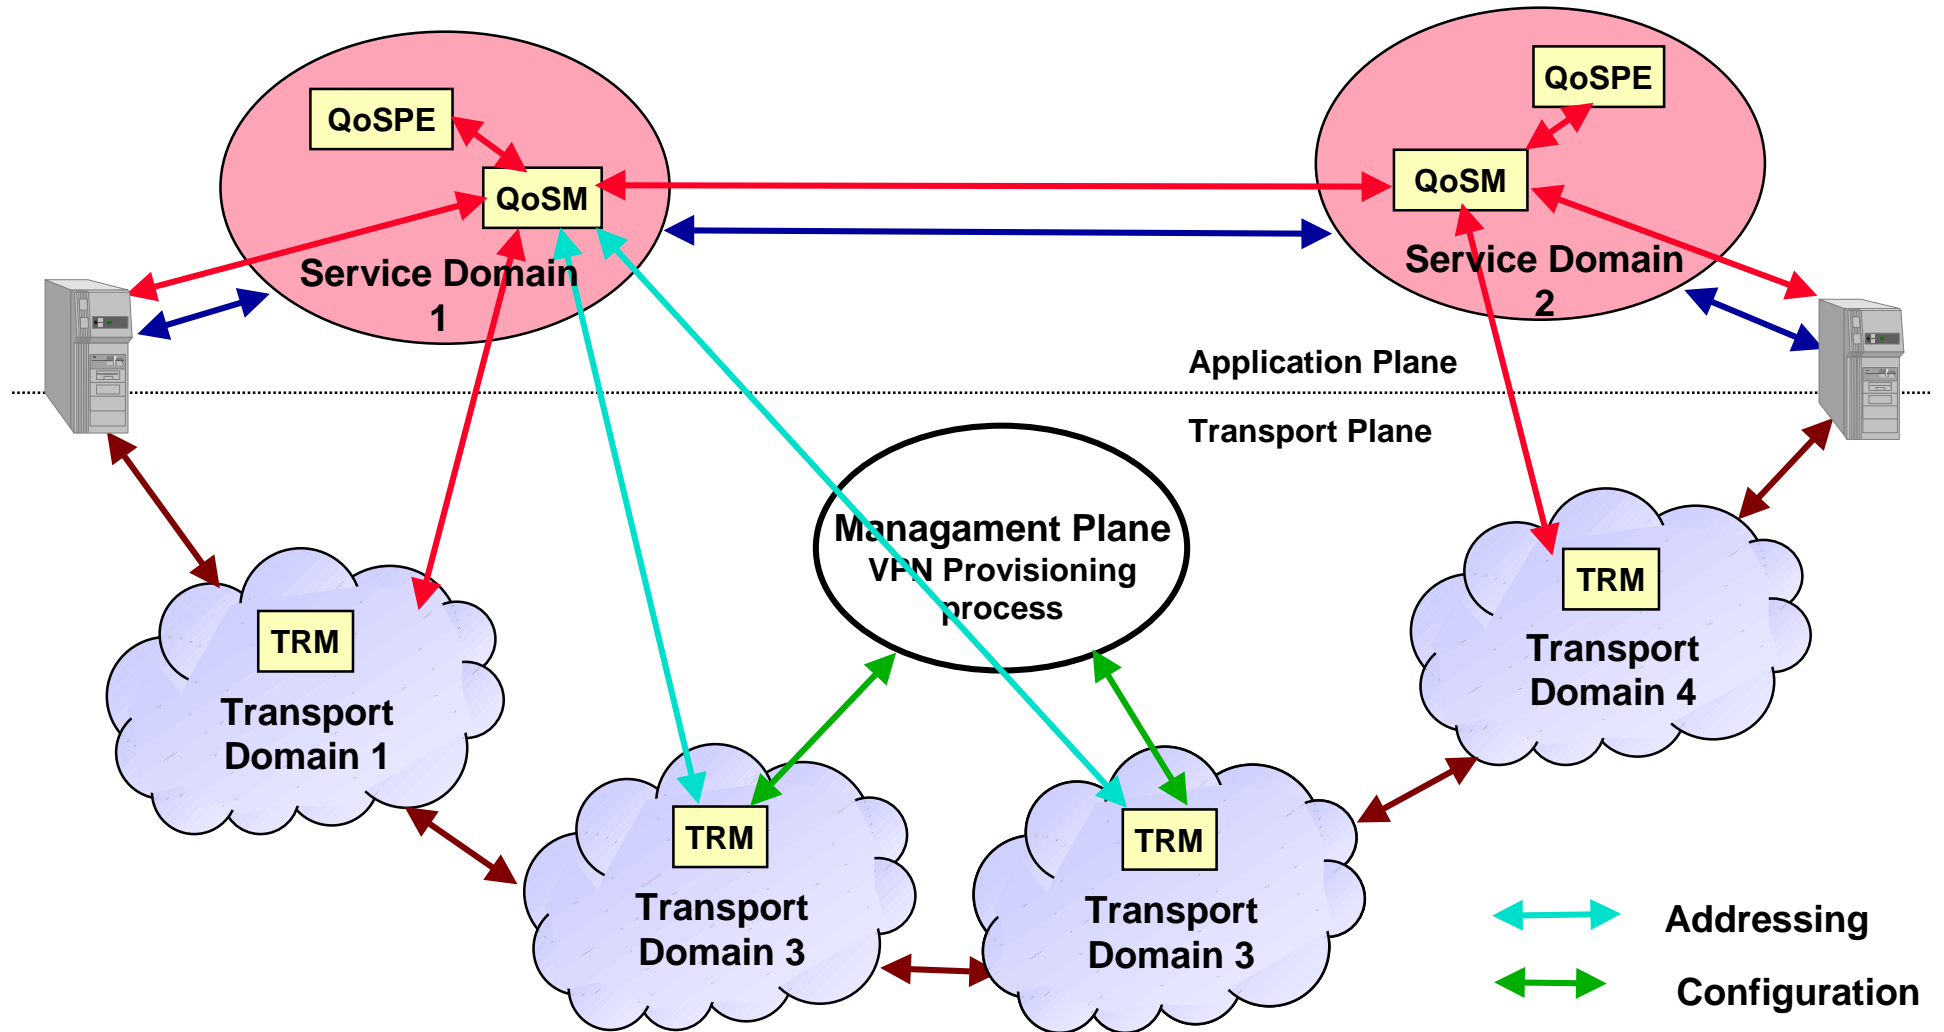 QoSPE
QoSM
Service Domain
1
QoSPE
QoSM
Service Domain
2
Application Plane
Transport Plane
Managament Plane
VPN Provisioning
process
TRM
Transport
Domain 1
TRM
Transport
Domain 3
TRM
Transport
Domain 3
TRM
Transport
Domain 4
Addressing
Configuration